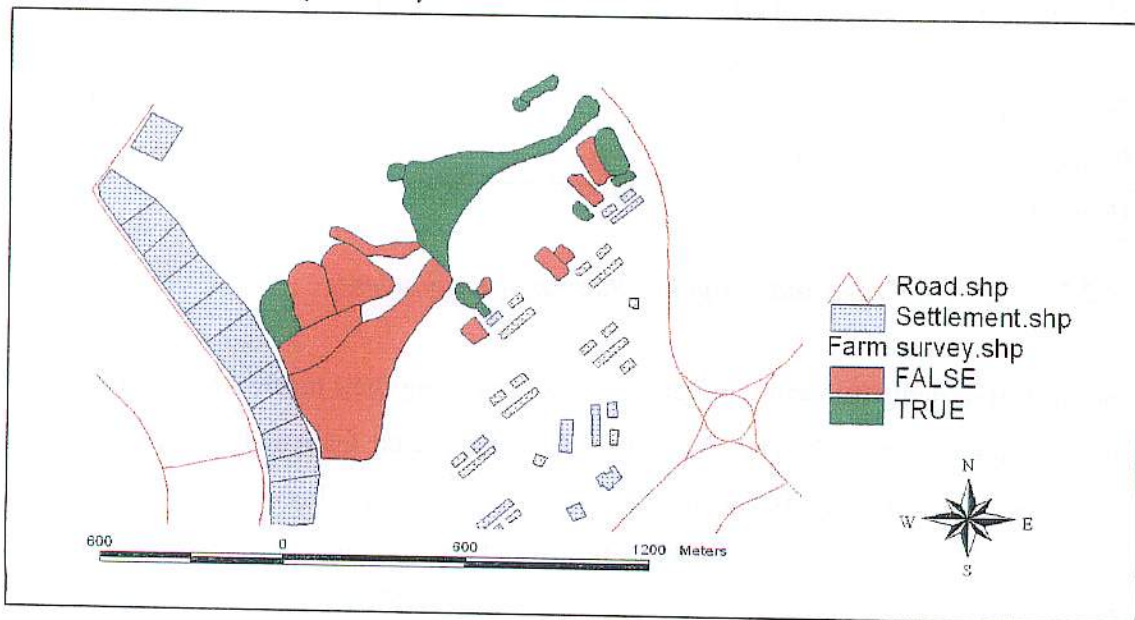 Road.shp
Settlement.shp
Farm survey.shp
FALSE
TRUE
N
W E
S
600 0 600 1200 Meters